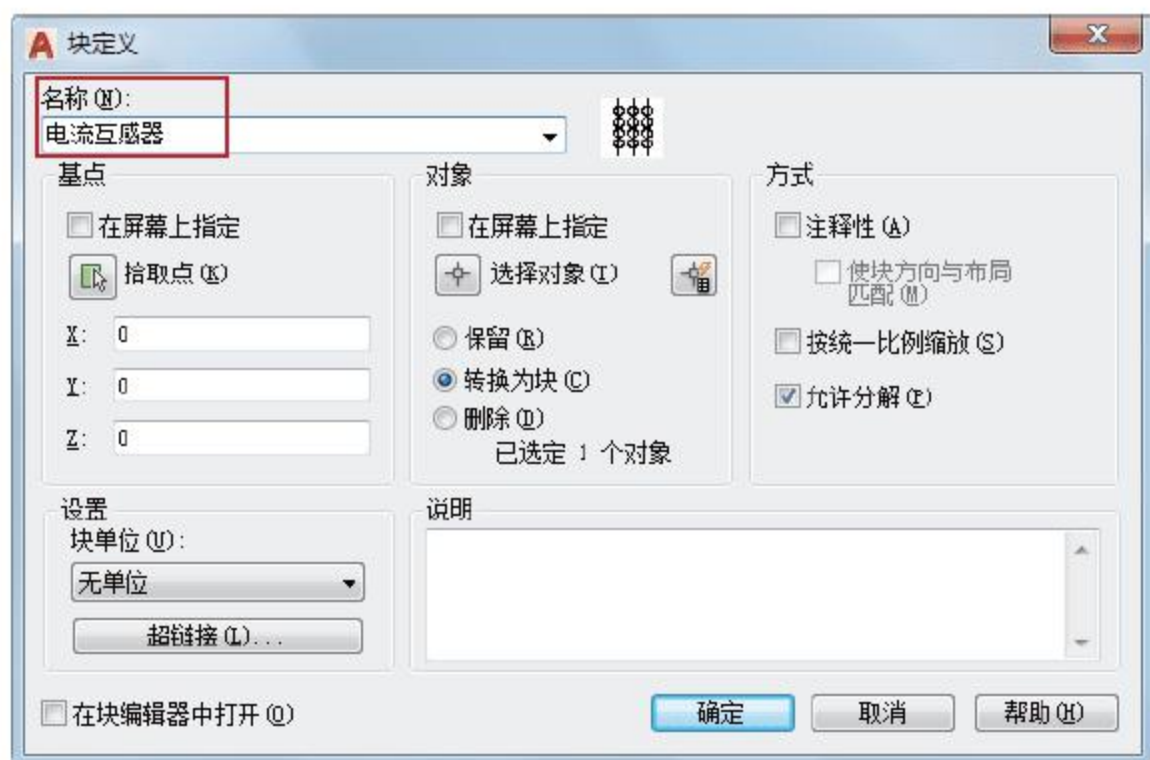 块定义
名称(N):
电流互感器
基点
在屏幕上指定
拾取点(K)
X: 0
Y: 0
Z: 0
对象
在屏幕上指定
选择对象(T)
保留(R)
转换为块(C)
删除(D)
已选定 1 个对象
方式
注释性(A)
使块方向与布局
匹配(M)
按统一比例缩放(S)
允许分解(P)
设置
块单位(U):
无单位
超链接(L)...
说明
在块编辑器中打开(O)
确定
取消
帮助(H)